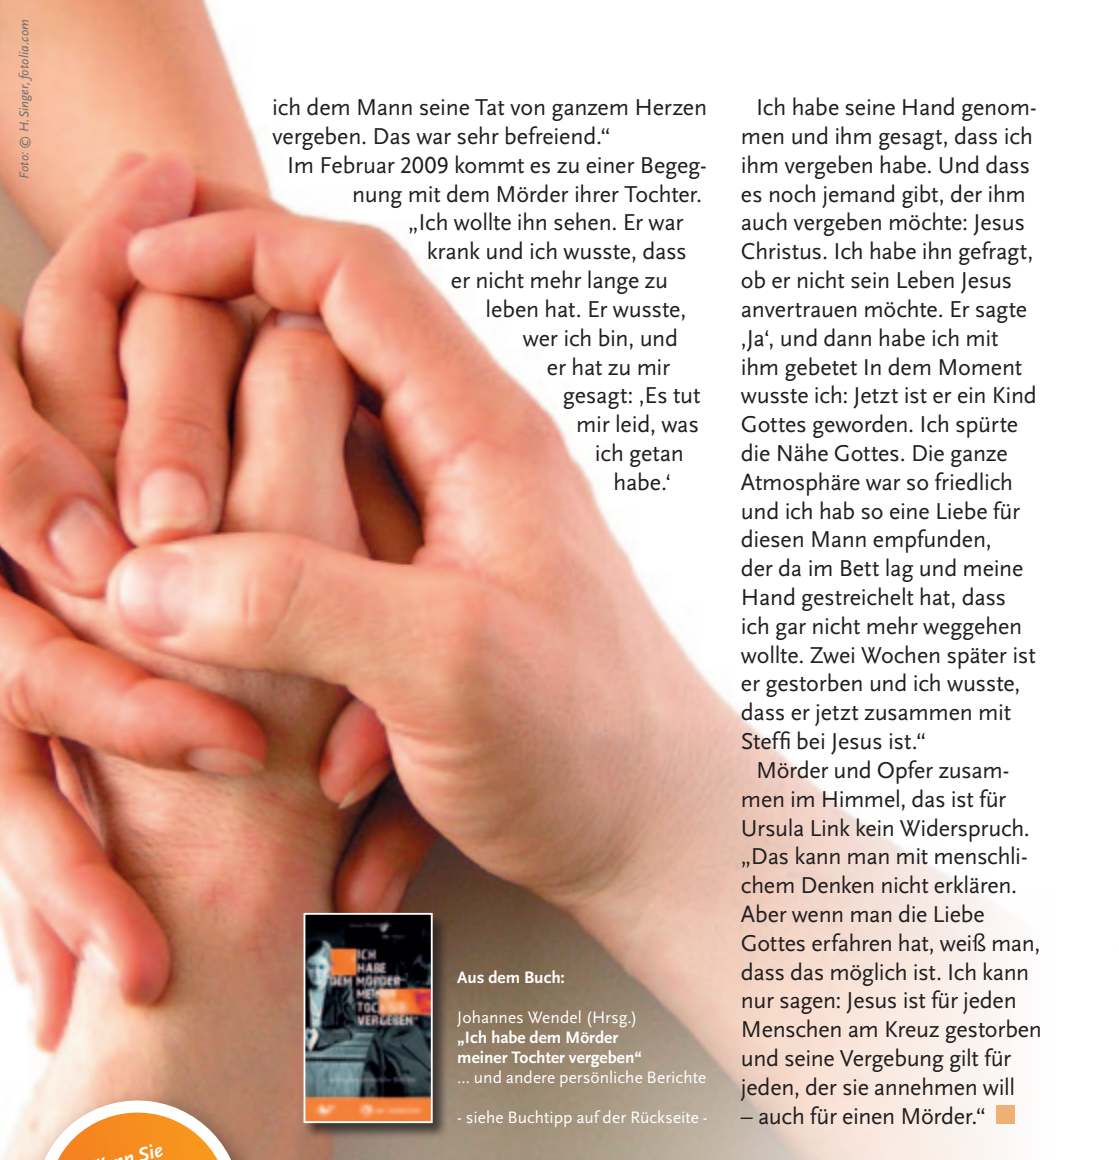 Foto: © H.Singer, fotolia.com
ich dem Mann seine Tat von ganzem Herzen
vergeben. Das war sehr befreiend.“
Im Februar 2009 kommt es zu einer Begeg-
nung mit dem Mörder ihrer Tochter.
„Ich wollte ihn sehen. Er war
krank und ich wusste, dass
er nicht mehr lange zu
leben hat. Er wusste,
wer ich bin, und
er hat zu mir
gesagt: ‚Es tut
mir leid, was
ich getan
habe.‘
Ich habe seine Hand genom-
men und ihm gesagt, dass ich
ihm vergeben habe. Und dass
es noch jemand gibt, der ihm
auch vergeben möchte: Jesus
Christus. Ich habe ihn gefragt,
ob er nicht sein Leben Jesus
anvertrauen möchte. Er sagte
‚Ja‘, und dann habe ich mit
ihm gebetet In dem Moment
wusste ich: Jetzt ist er ein Kind
Gottes geworden. Ich spürte
die Nähe Gottes. Die ganze
Atmosphäre war so friedlich
und ich hab so eine Liebe für
diesen Mann empfunden,
der da im Bett lag und meine
Hand gestreichelt hat, dass
ich gar nicht mehr weggehen
wollte. Zwei Wochen später ist
er gestorben und ich wusste,
dass er jetzt zusammen mit
Steffi bei Jesus ist.“
Mörder und Opfer zusam-
men im Himmel, das ist für
Ursula Link kein Widerspruch.
„Das kann man mit menschli-
chem Denken nicht erklären.
Aber wenn man die Liebe
Gottes erfahren hat, weiß man,
dass das möglich ist. Ich kann
nur sagen: Jesus ist für jeden
Menschen am Kreuz gestorben
und seine Vergebung gilt für
jeden, der sie annehmen will
– auch für einen Mörder.“
„ICH
HABE
DEM MÖRDER
MEINER
TOCHTER
VERGEBEN“
Aus dem Buch:
Johannes Wendel (Hrsg.)
„Ich habe dem Mörder
meiner Tochter vergeben“
... und andere persönliche Berichte
- siehe Buchtipp auf der Rückseite -
Sie